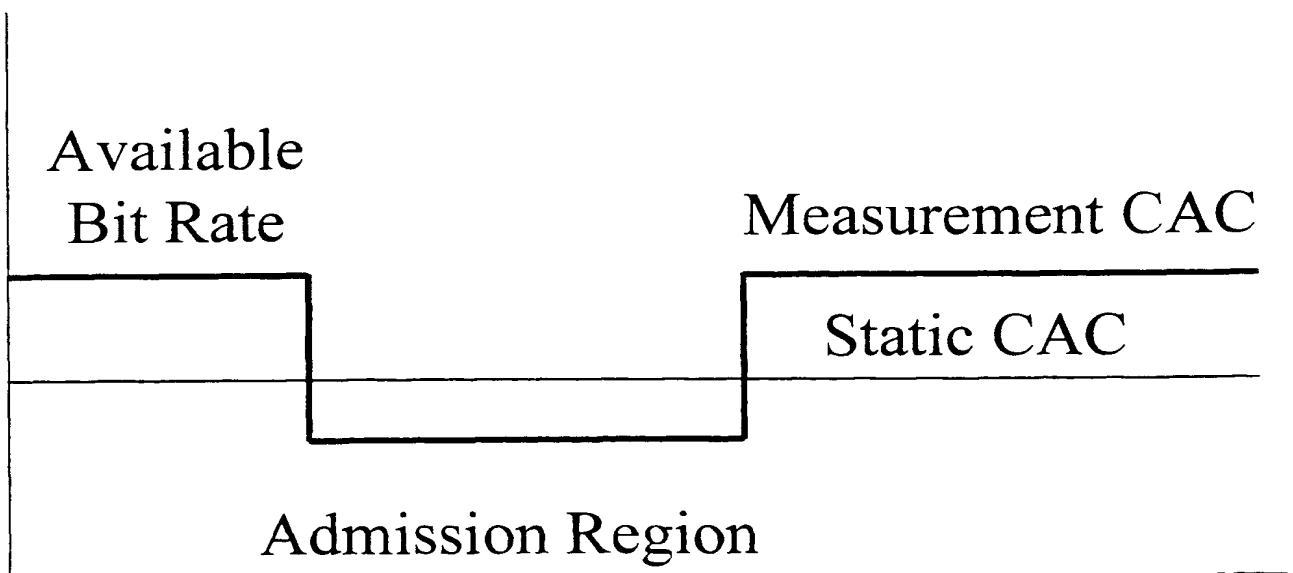 Available
Bit Rate
Measurement CAC
Static CAC
Admission Region